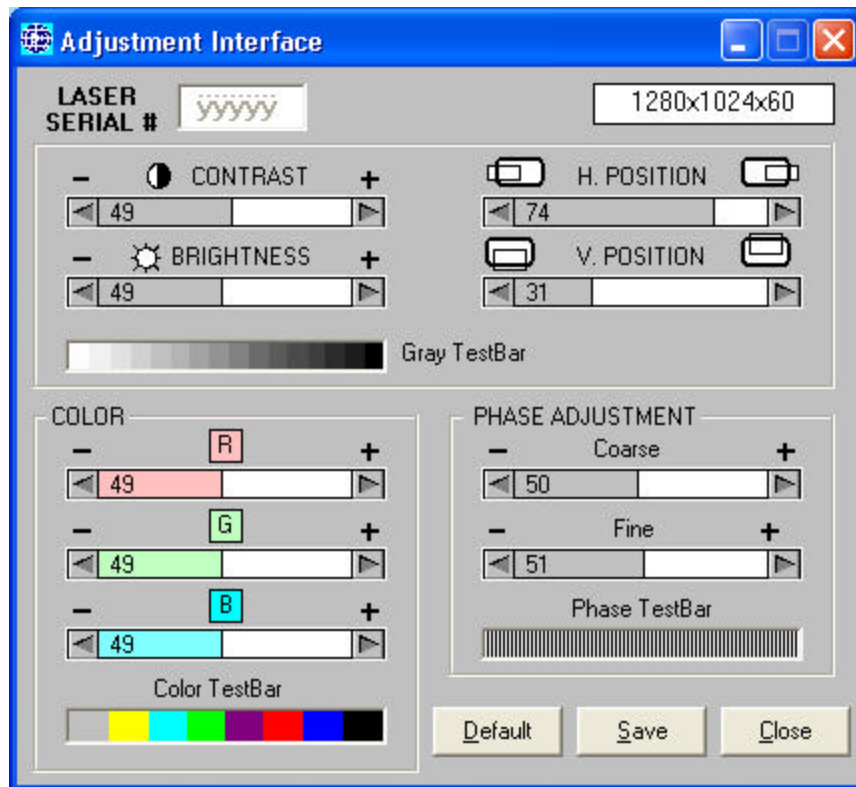 Adjustment Interface
LASER
SERIAL #
ÿÿÿÿÿ
1280x1024x60
- CONTRAST +
49
- BRIGHTNESS +
49
H. POSITION
74
V. POSITION
31
Gray TestBar
COLOR
- R +
49
- G +
49
- B +
49
Color TestBar
PHASE ADJUSTMENT
- Coarse +
50
- Fine +
51
Phase TestBar
Default
Save
Close